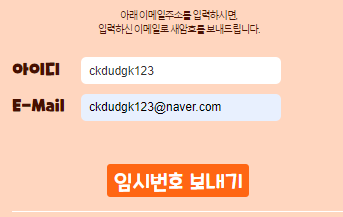 아래 이메일주소를 입력하시면,
입력하신 이메일로 새암호를 보내드립니다.
아이디 ckdudgk123
E-Mail ckdudgk123@naver.com
임시번호 보내기